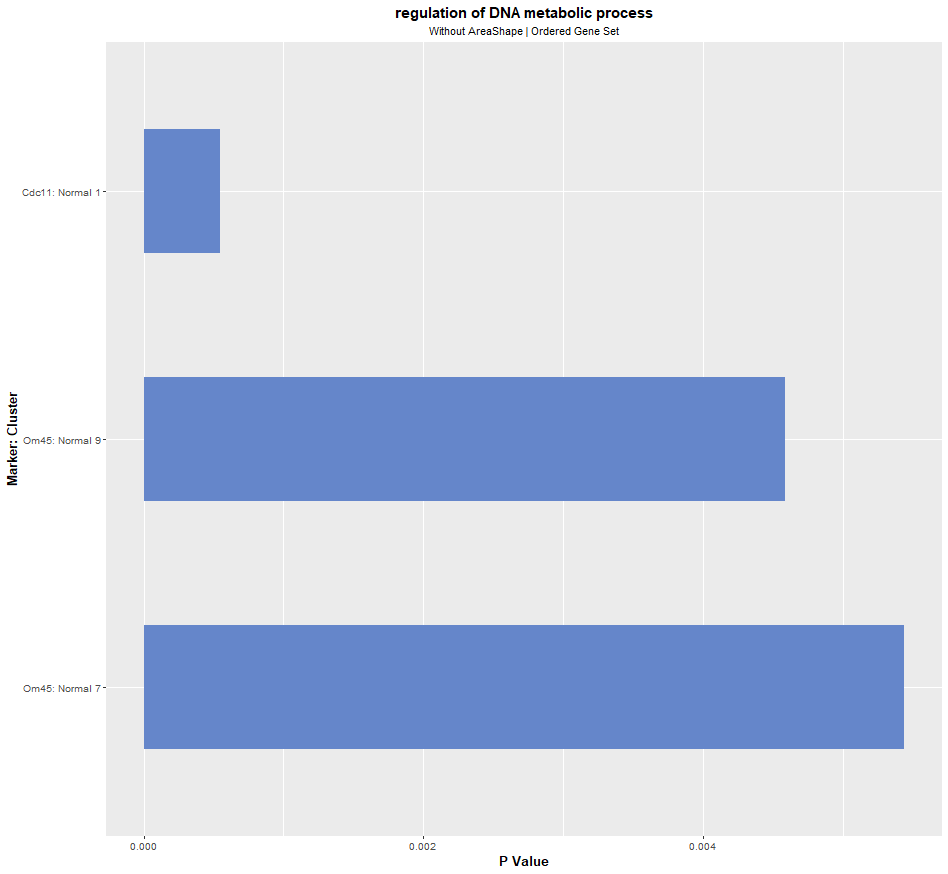 regulation of DNA metabolic process
Without AreaShape | Ordered Gene Set
Cdc11: Normal 1
Om45: Normal 9
Om45: Normal 7
Marker: Cluster
0.000
0.002
0.004
P Value